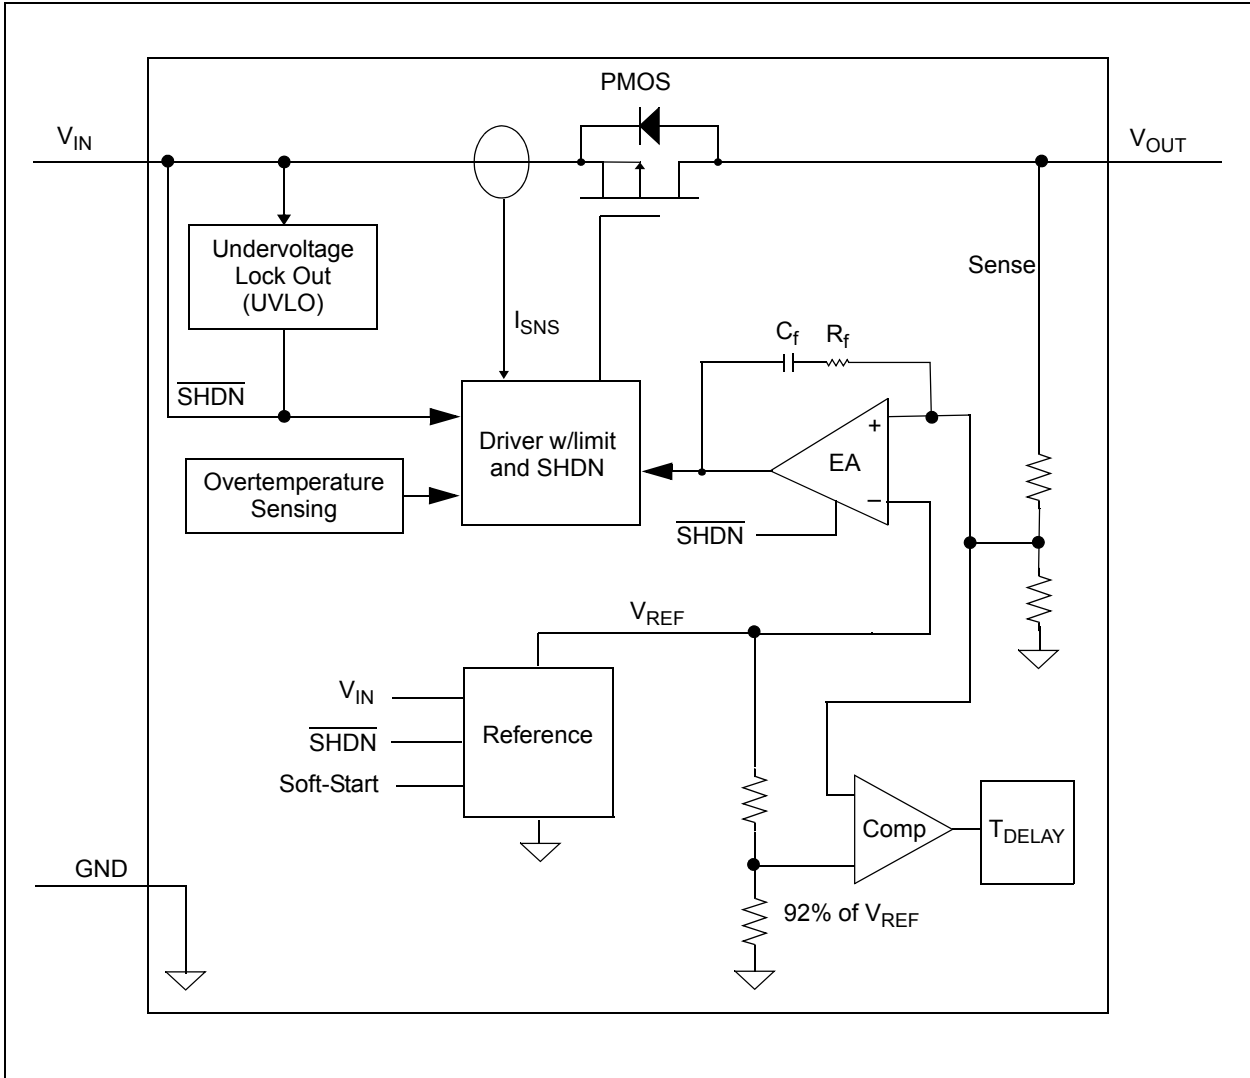 PMOS
VIN
VOUT
Undervoltage
Lock Out
(UVLO)
Sense
ISNS
Cf
Rf
SHDN
Driver w/limit
and SHDN
+
EA
−
Overtemperature
Sensing
SHDN
VREF
VIN
SHDN
Soft-Start
Reference
Comp
TDELAY
GND
92% of VREF